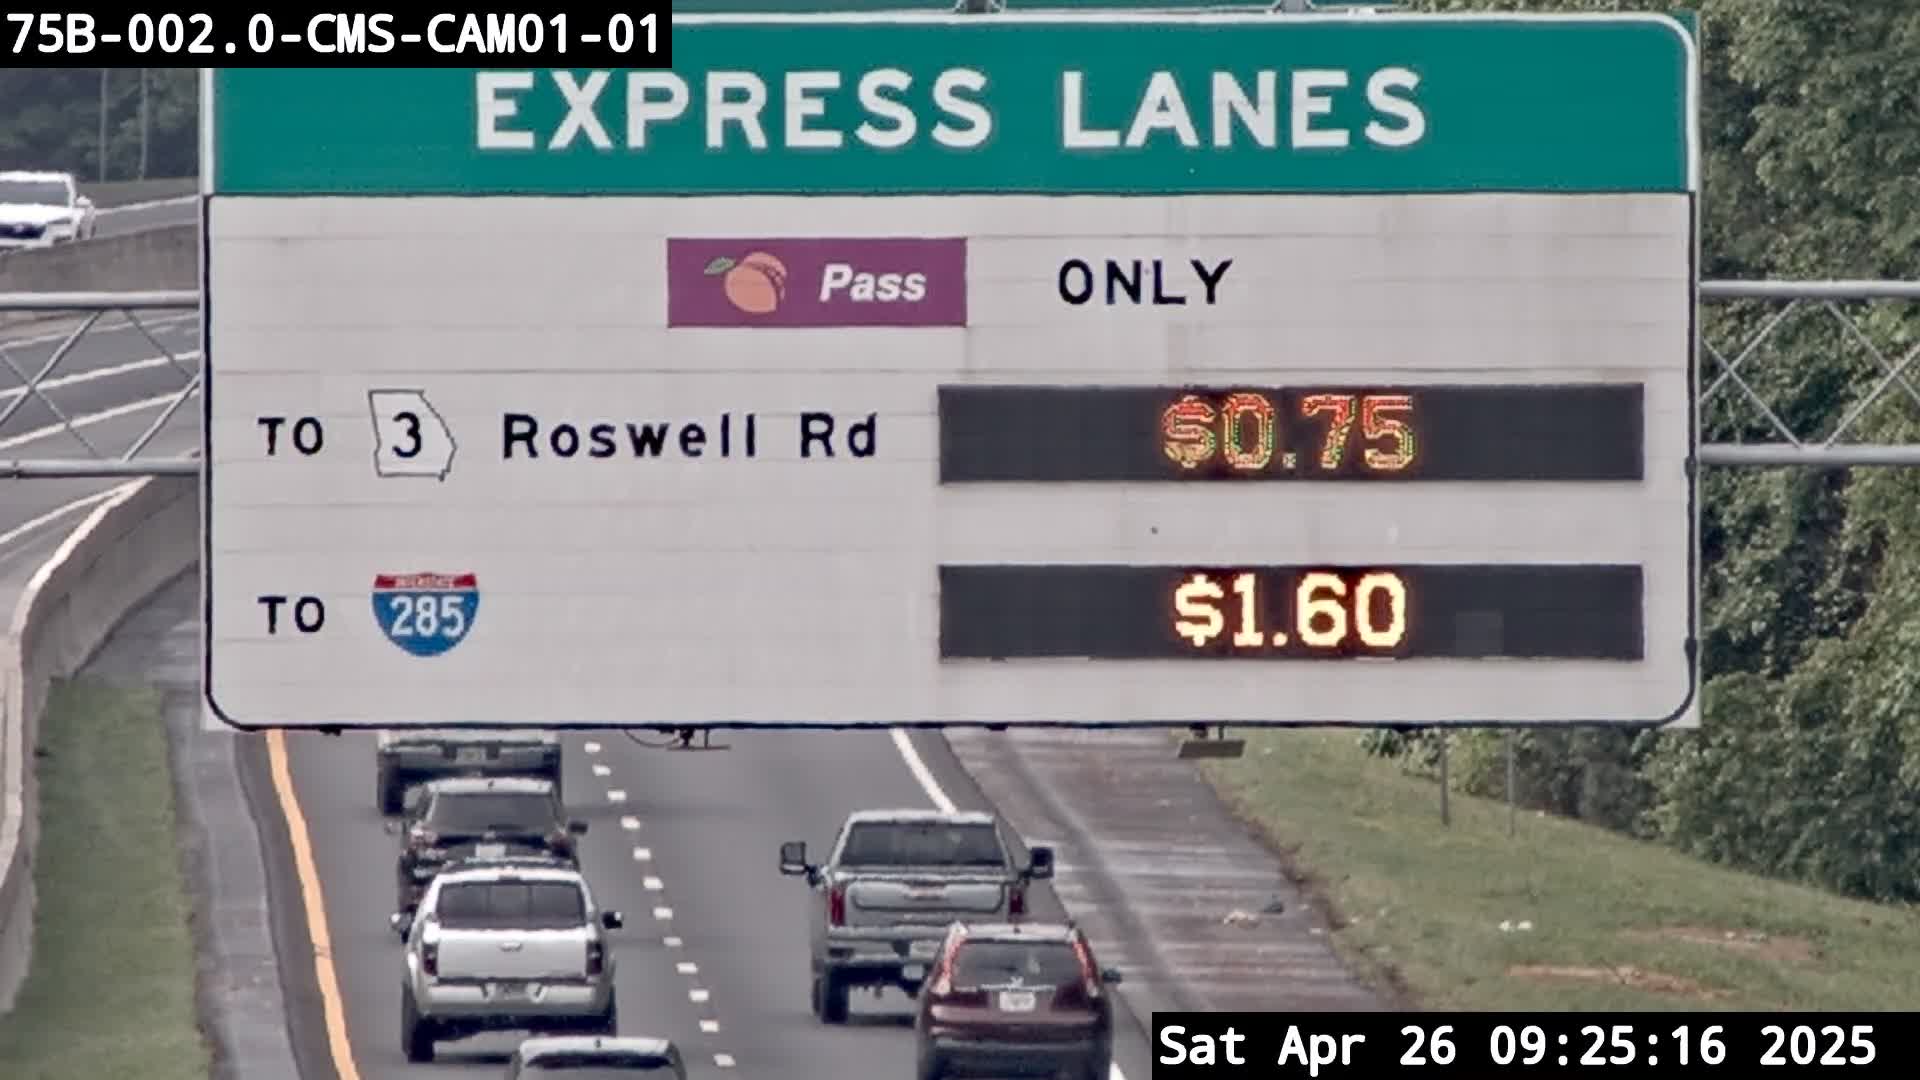 75B-002.0-CMS-CAM01-01
EXPRESS LANES
Pass ONLY
TO 3 Roswell Rd $0.75
TO INTERSTATE 285 $1.60
Sat Apr 26 09:25:16 2025